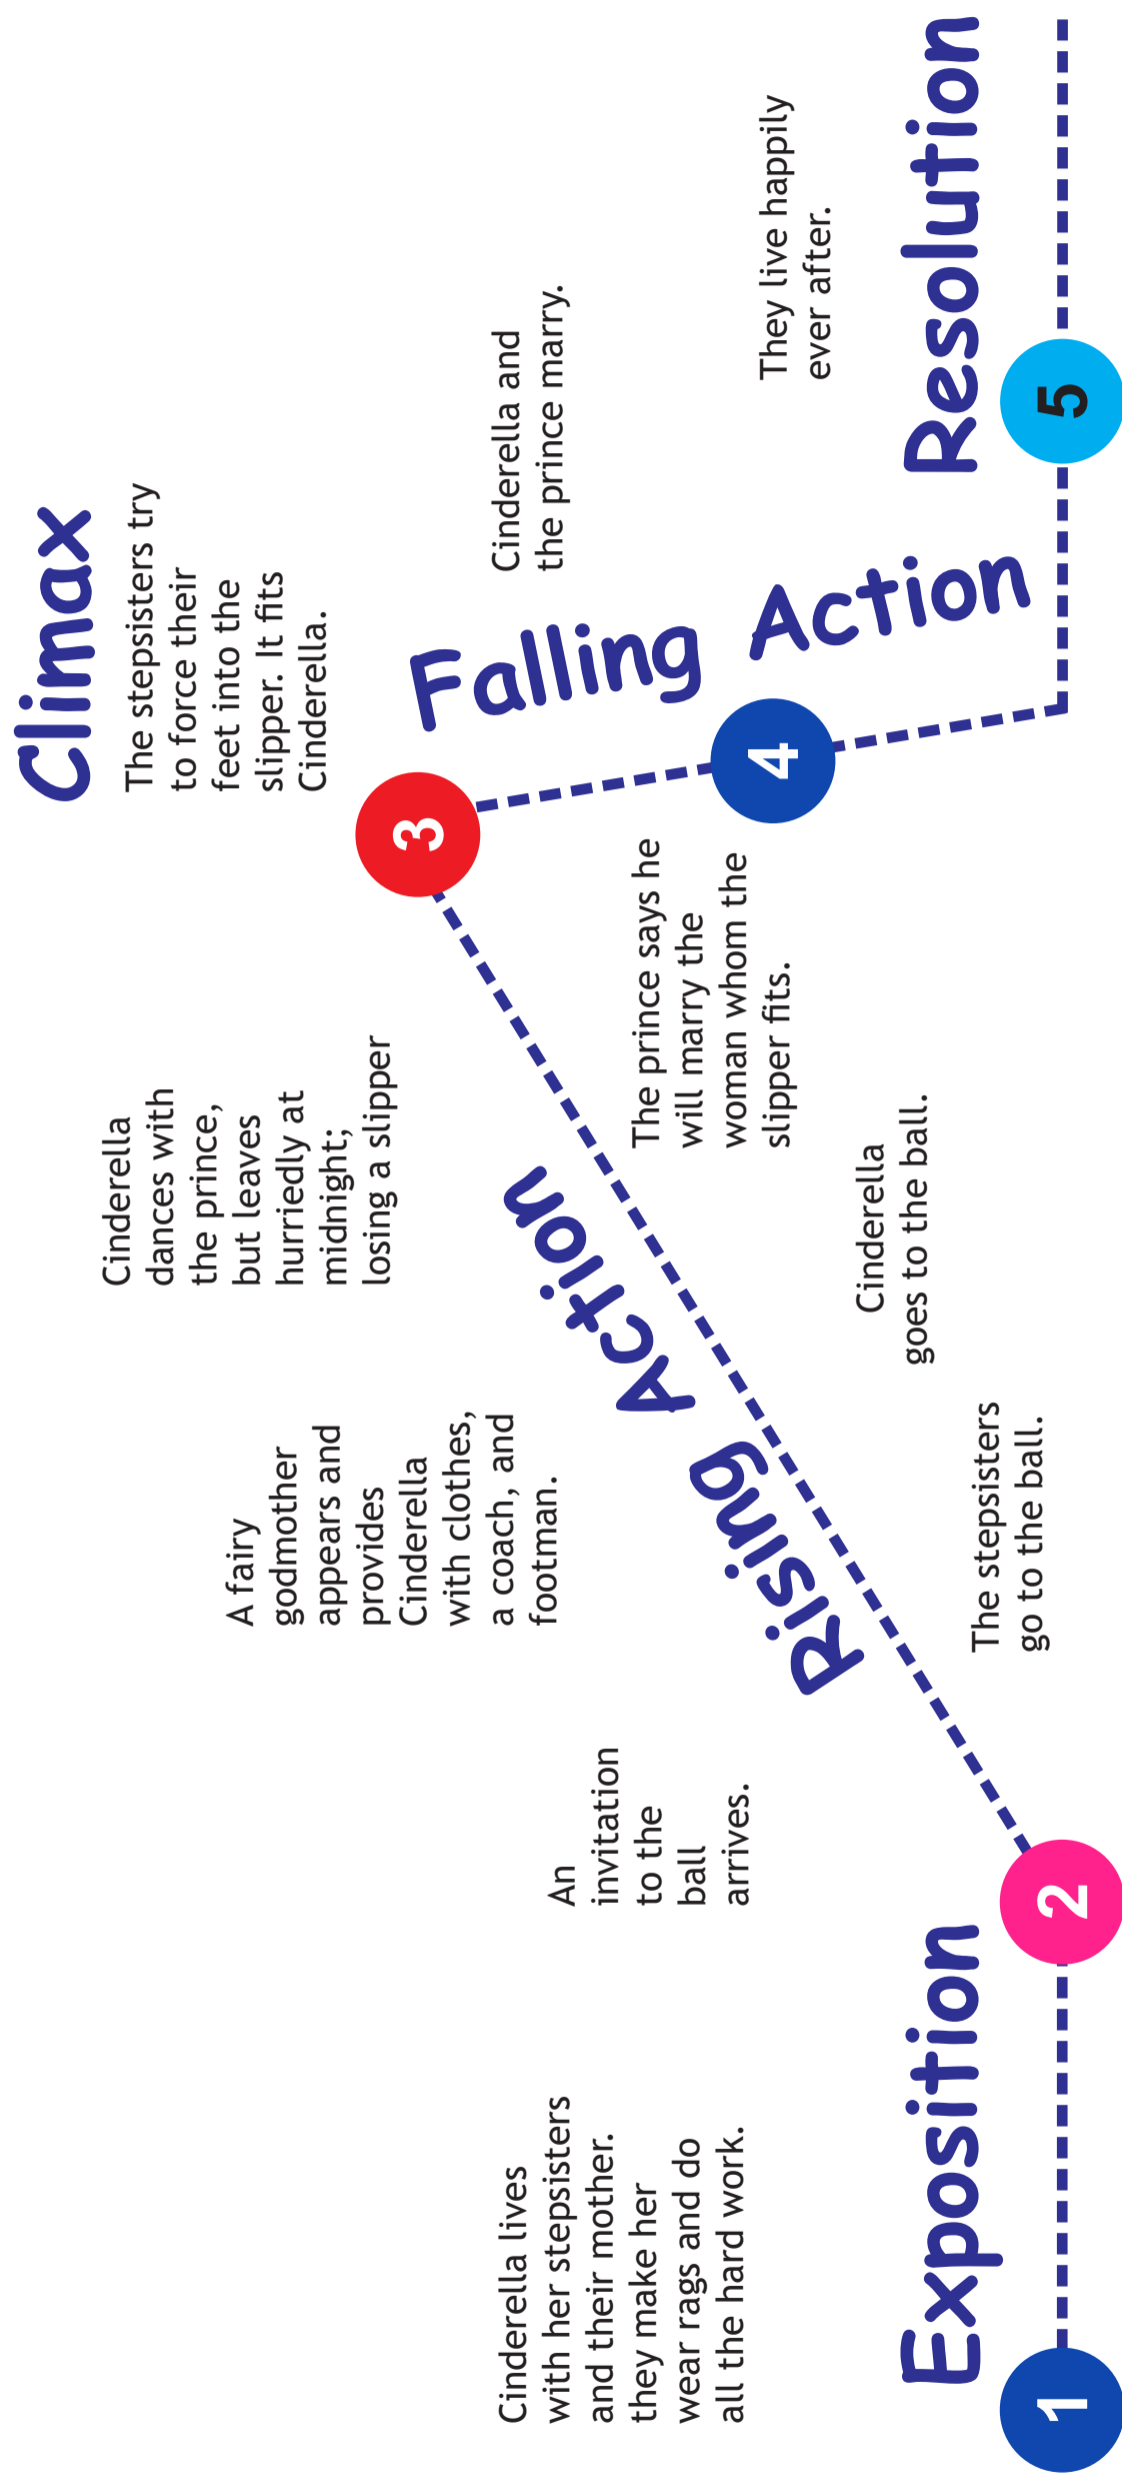 Exposition
Cinderella lives
with her stepsisters
and their mother.
they make her
wear rags and do
all the hard work.
1
2
An
invitation
to the
ball
arrives.
Rising Action
The stepsisters
go to the ball.
A fairy
godmother
appears and
provides
Cinderella
with clothes,
a coach, and
footman.
Cinderella
goes to the ball.
Cinderella
dances with
the prince,
but leaves
hurriedly at
midnight;
losing a slipper
The prince says he
will marry the
woman whom the
slipper fits.
Climax
The stepsisters try
to force their
feet into the
slipper. It fits
Cinderella.
3
Falling Action
4
Cinderella and
the prince marry.
Resolution
They live happily
ever after.
5